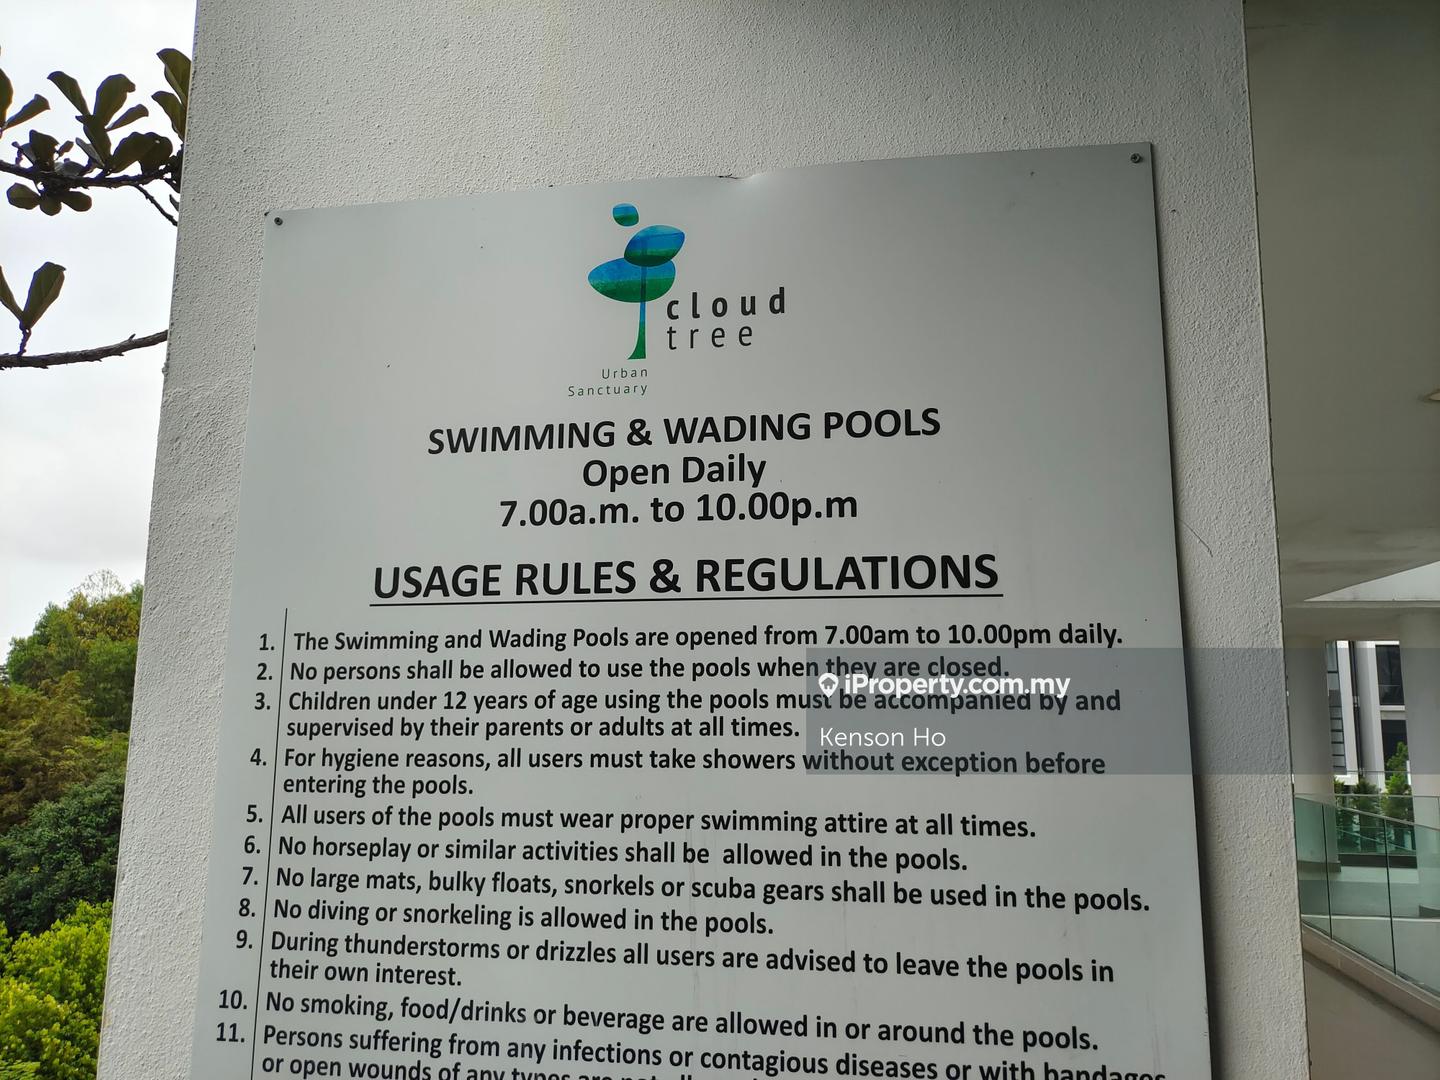 cloud
tree
Urban
Sanctuary
SWIMMING & WADING POOLS
Open Daily
7.00a.m. to 10.00p.m
USAGE RULES & REGULATIONS
1. The Swimming and Wading Pools are opened from 7.00am to 10.00pm daily.
2. No persons shall be allowed to use the pools when they are closed.
3. Children under 12 years of age using the pools must be accompanied by and
supervised by their parents or adults at all times.
iProperty.com.my
Kenson Ho
4. For hygiene reasons, all users must take showers without exception before
entering the pools.
5. All users of the pools must wear proper swimming attire at all times.
6. No horseplay or similar activities shall be allowed in the pools.
7. No large mats, bulky floats, snorkels or scuba gears shall be used in the pools.
8. No diving or snorkeling is allowed in the pools.
9. During thunderstorms or drizzles all users are advised to leave the pools in
their own interest.
10. No smoking, food/drinks or beverage are allowed in or around the pools.
11. Persons suffering from any infections or contagious diseases or with bandages
or open wounds of any types are not